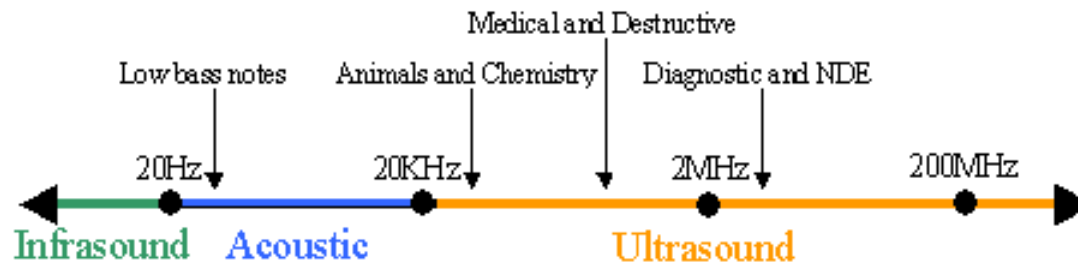 Medical and Destructive
Low bass notes Animals and Chemistry Diagnostic and NDE
20Hz 20KHz 2MHz 200MHz
Infrasound Acoustic Ultrasound